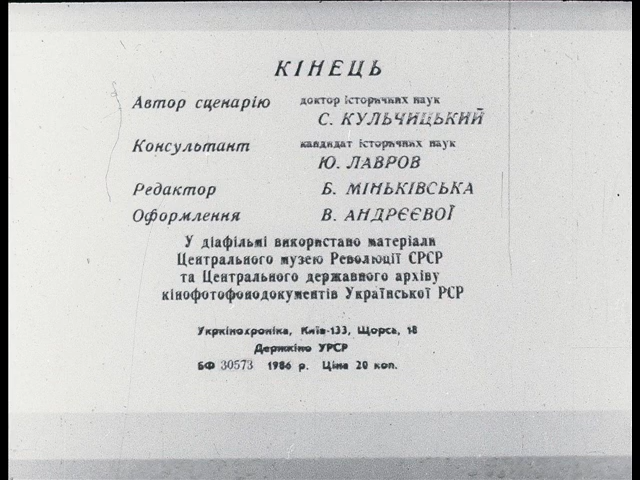 КІНЕЦЬ
Автор сценарію
доктор історичних наук
С. КУЛЬЧИЦЬКИЙ
Консультант
кандидат історичних наук
Ю. ЛАВРОВ
Редактор Б. МІНЬКІВСЬКА
Оформлення В. АНДРЄЄВОЇ
У діафільмі використано матеріали
Центрального музею Революції СРСР
та Центрального державного архіву
кінофотофонодокументів Української РСР
Укркінохроніка, Київ-133, Щорса, 18
Держкіно УРСР
БФ 30573 1986 р. Ціна 20 коп.